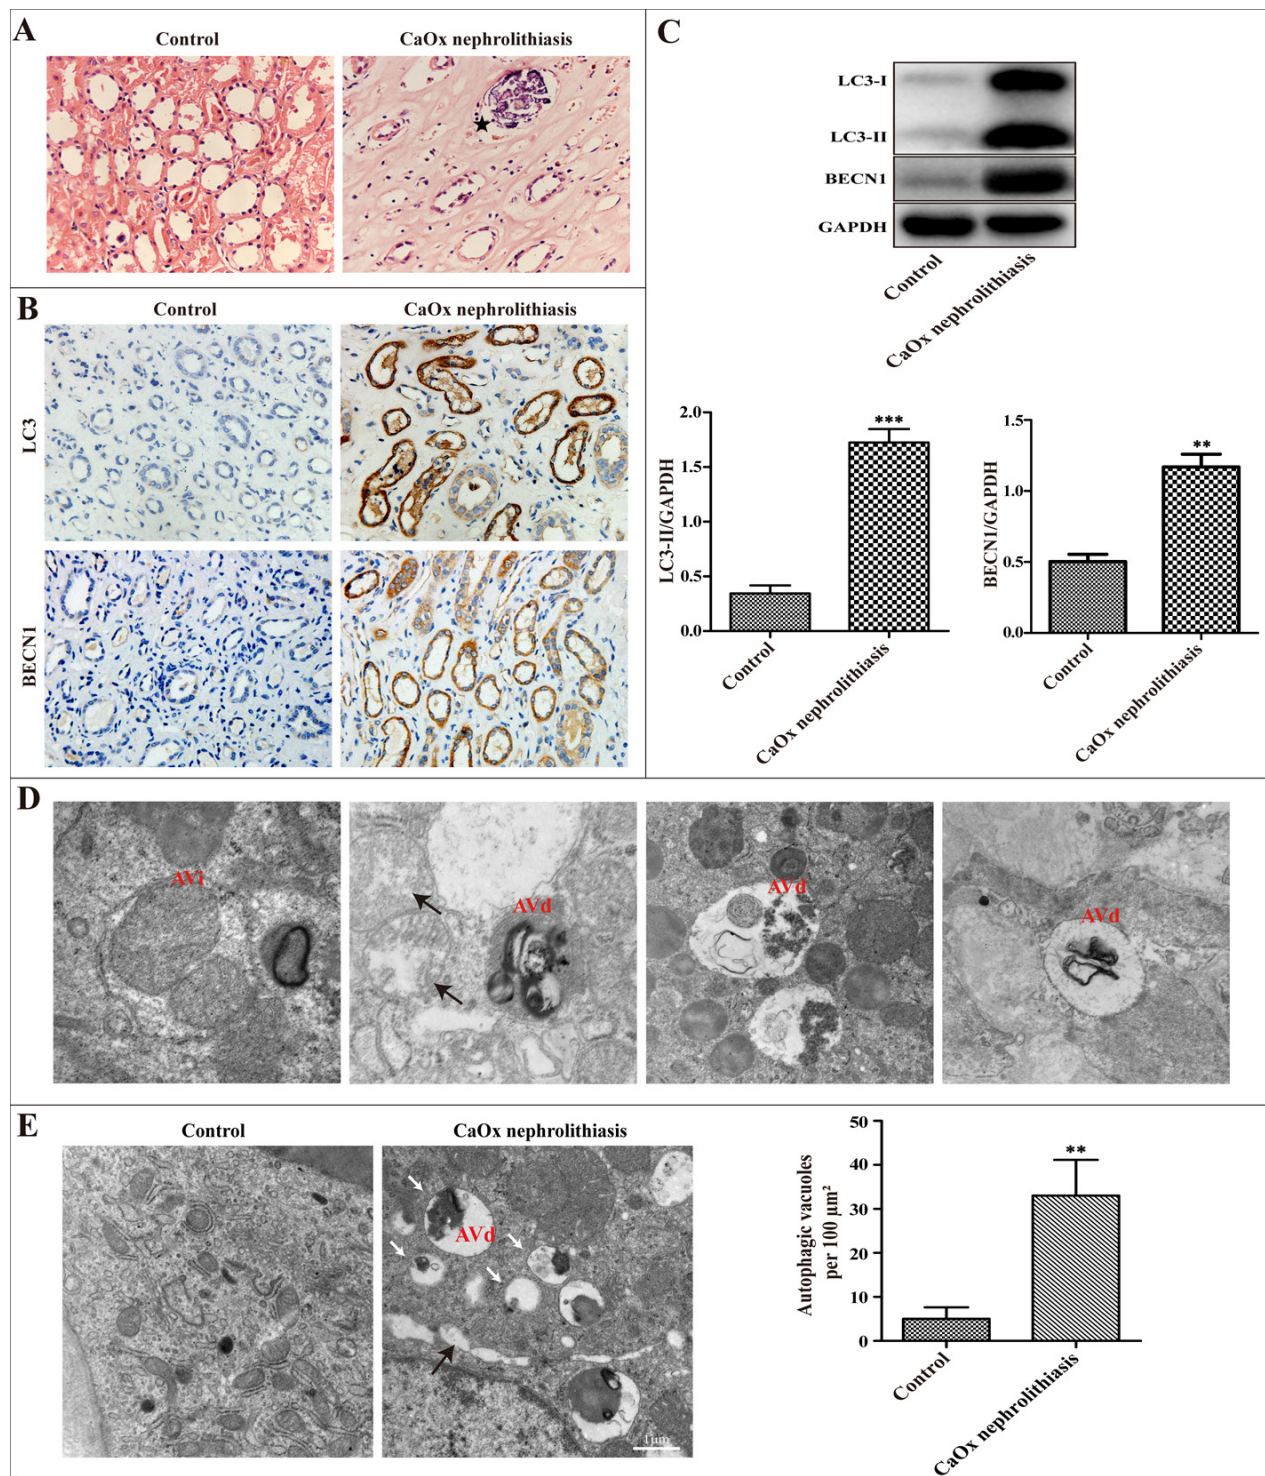 A
Control
CaOx nephrolithiasis
B
Control
CaOx nephrolithiasis
LC3
BECN1
C
LC3-I
LC3-II
BECN1
GAPDH
Control
CaOx nephrolithiasis
2.0
1.5
1.0
0.5
0.0
LC3-II/GAPDH
***
Control
CaOx nephrolithiasis
1.5
1.0
0.5
0.0
BECN1/GAPDH
**
Control
CaOx nephrolithiasis
D
AVi
AVd
AVd
AVd
E
Control
CaOx nephrolithiasis
AVd
1μm
50
40
30
20
10
0
Autophagic vacuoles
per 100 μm²
**
Control
CaOx nephrolithiasis